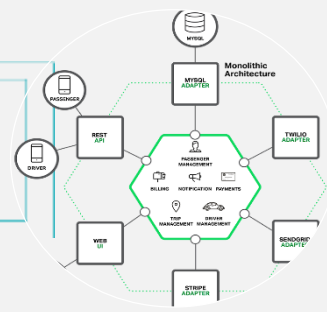 MYSQL
Monolithic
Architecture
MYSQL
ADAPTER
PASSENGER
REST
API
TWILIO
ADAPTER
PASSENGER
MANAGEMENT
DRIVER
BILLING
NOTIFICATION
PAYMENTS
TRIP
MANAGEMENT
DRIVER
MANAGEMENT
WEB
UI
SENDGRID
ADAPTER
STRIPE
ADAPTER